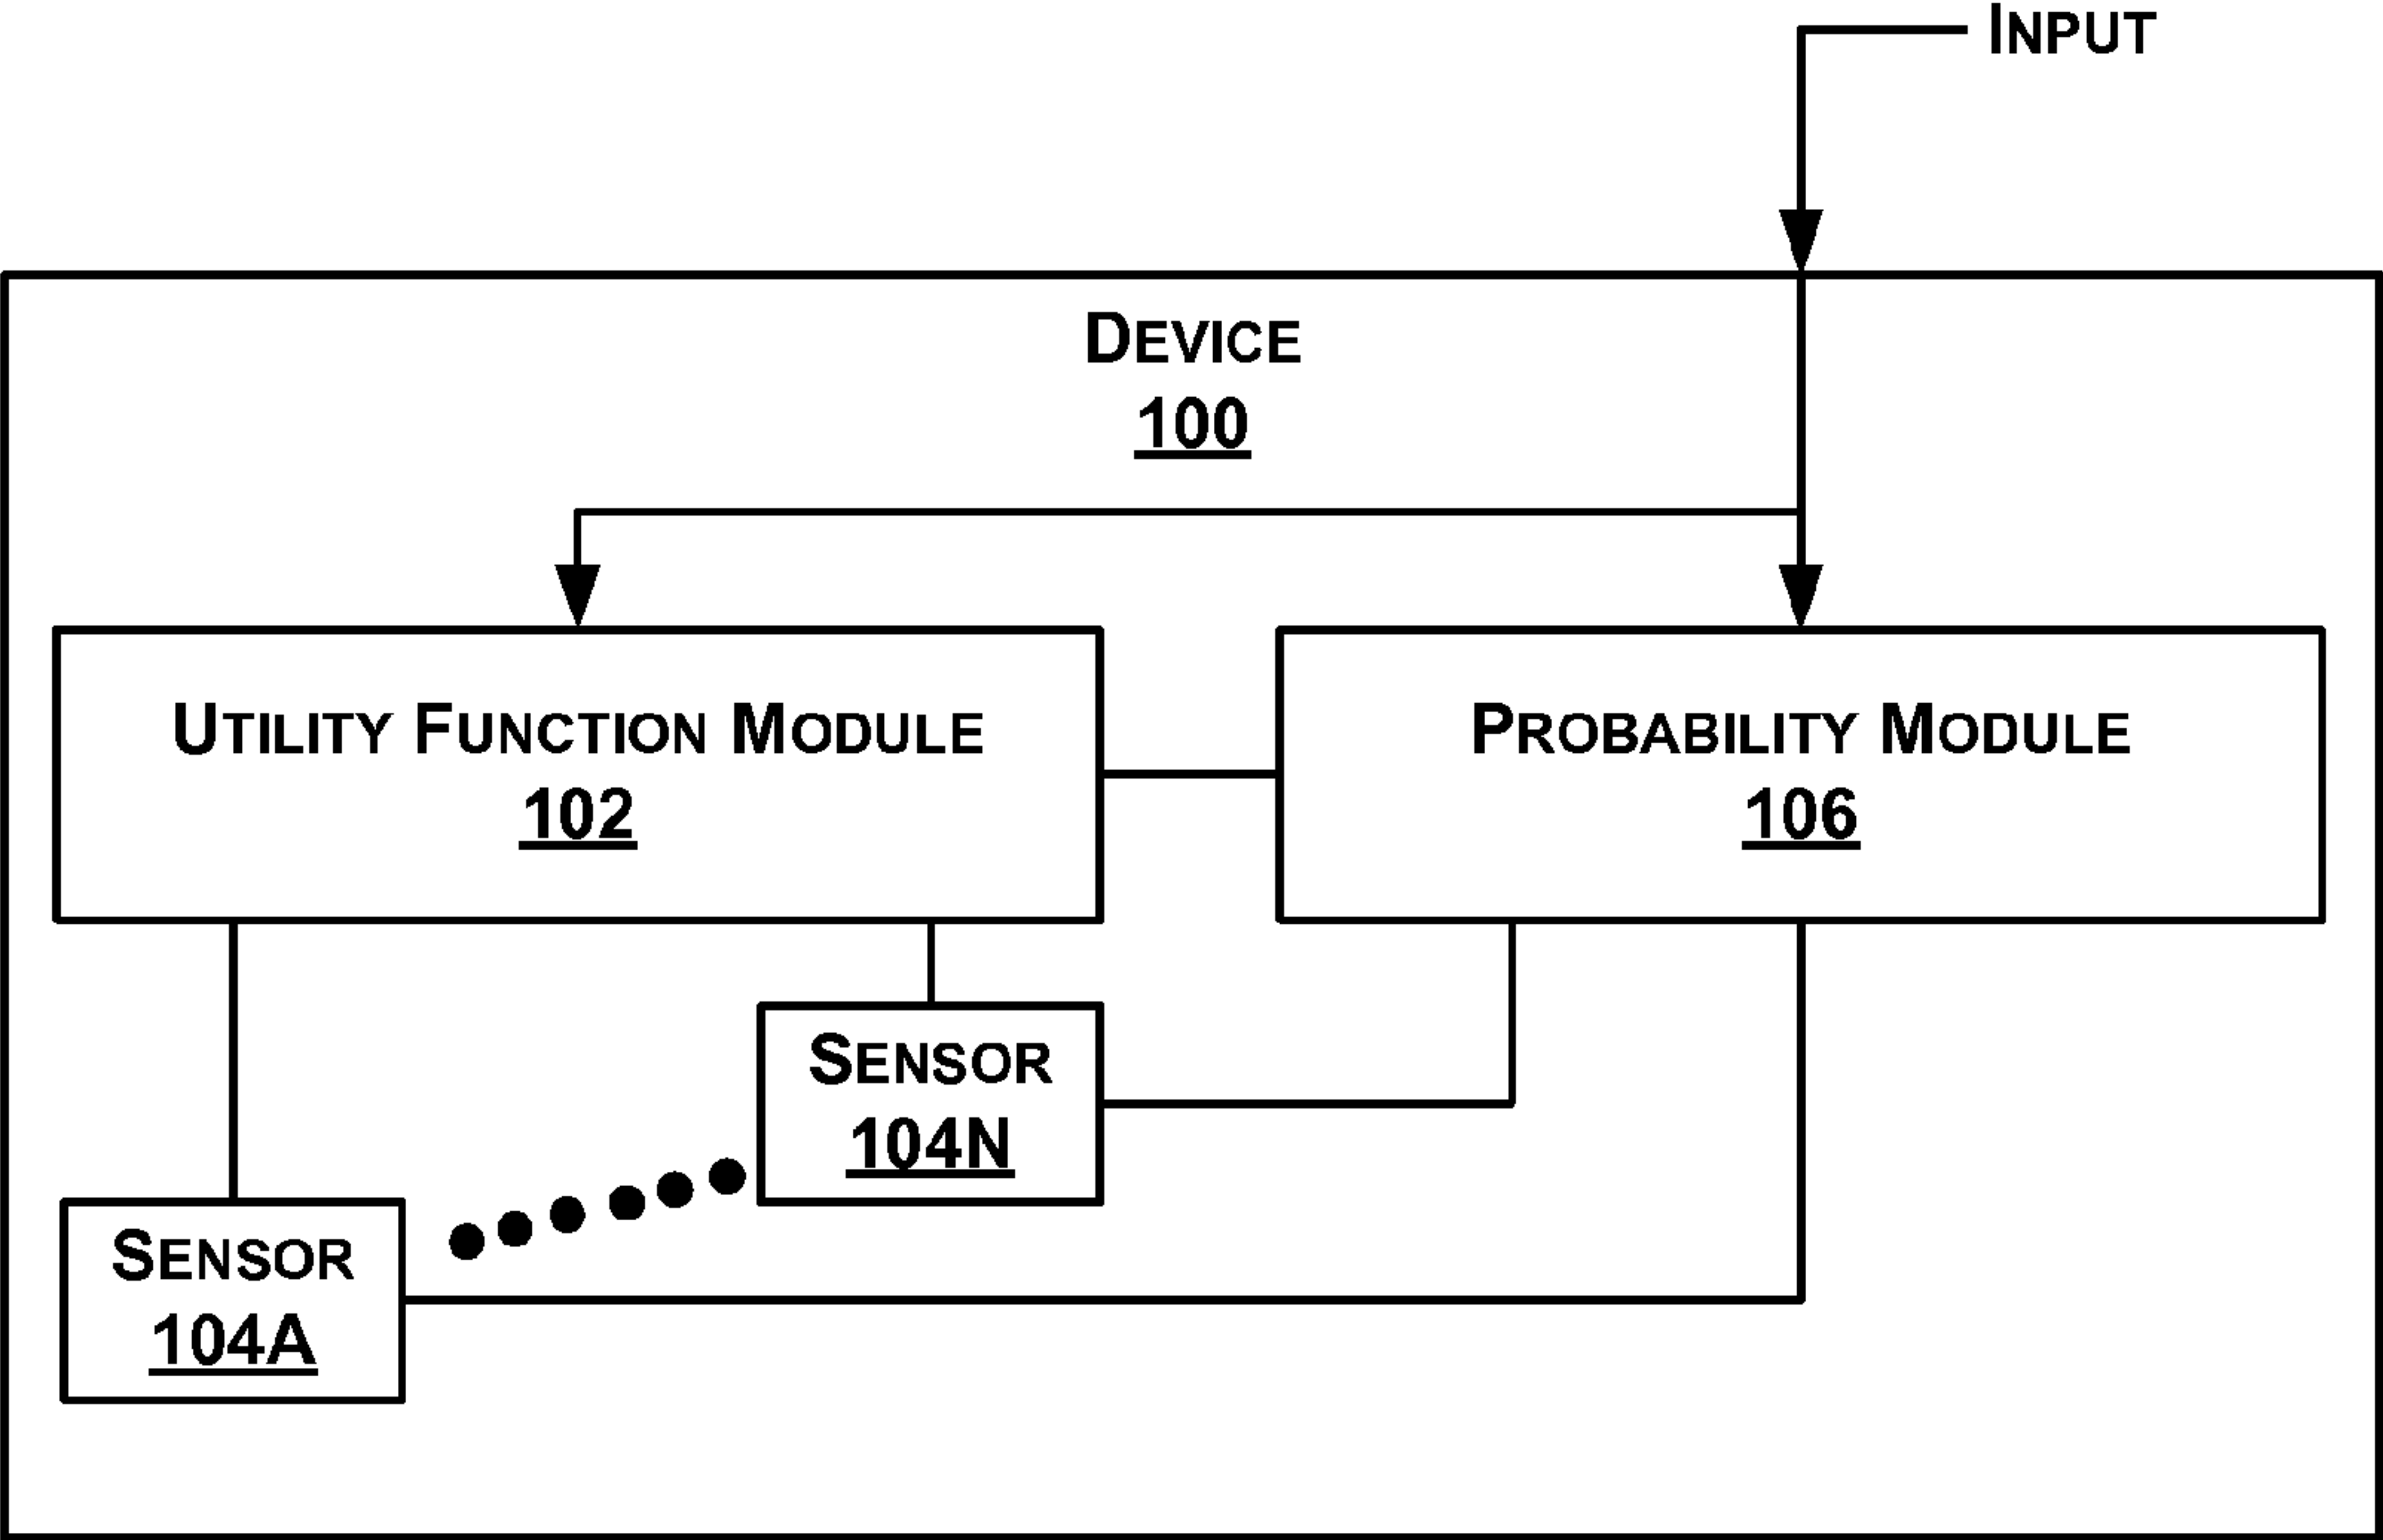 INPUT
DEVICE
100
UTILITY FUNCTION MODULE
102
PROBABILITY MODULE
106
SENSOR
104N
SENSOR
104A